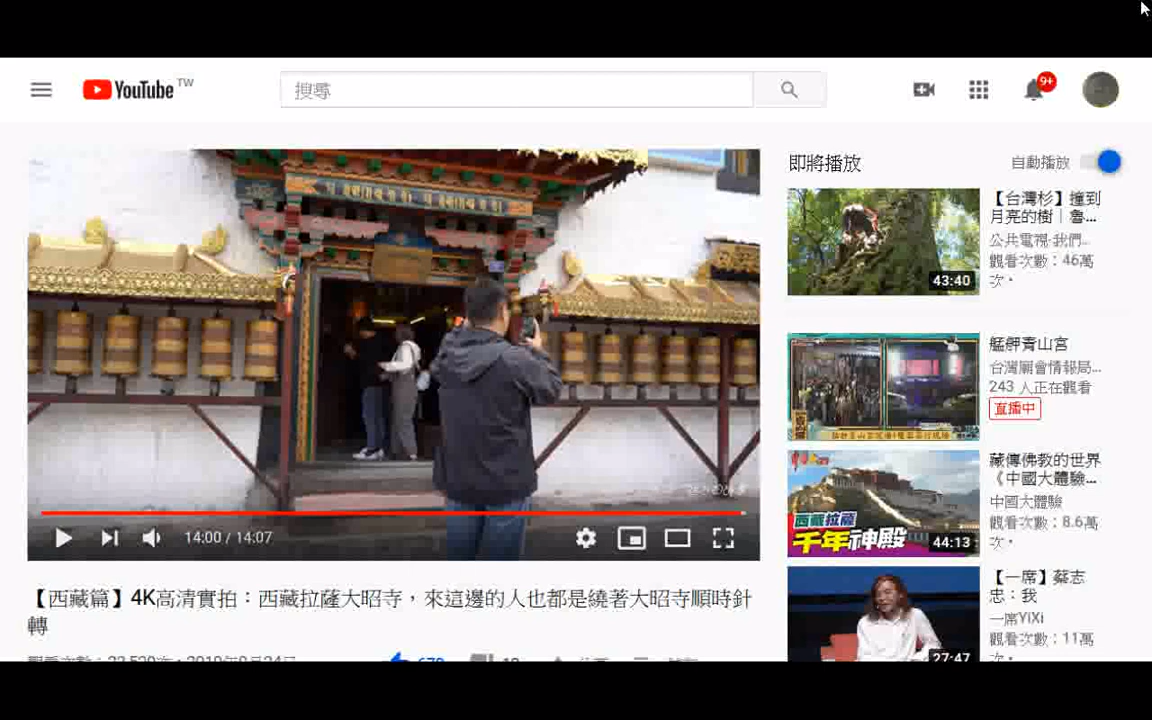 YouTube TW
搜尋
9+
14:00 / 14:07
【西藏篇】4K高清實拍：西藏拉薩大昭寺，來這邊的人也都是繞著大昭寺順時針
轉
即將播放
自動播放
【台灣杉】撞到
月亮的樹｜魯...
公共電視-我們...
觀看次數：46萬
次・
43:40
艋舺青山宮
台灣廟會情報局...
243 人正在觀看
直播中
藏傳佛教的世界
《中國大體驗...
中國大體驗
觀看次數：8.6萬
次・
西藏拉薩
千年神殿
44:13
【一席】蔡志
忠：我
一席YiXi
觀看次數：11萬
27:47